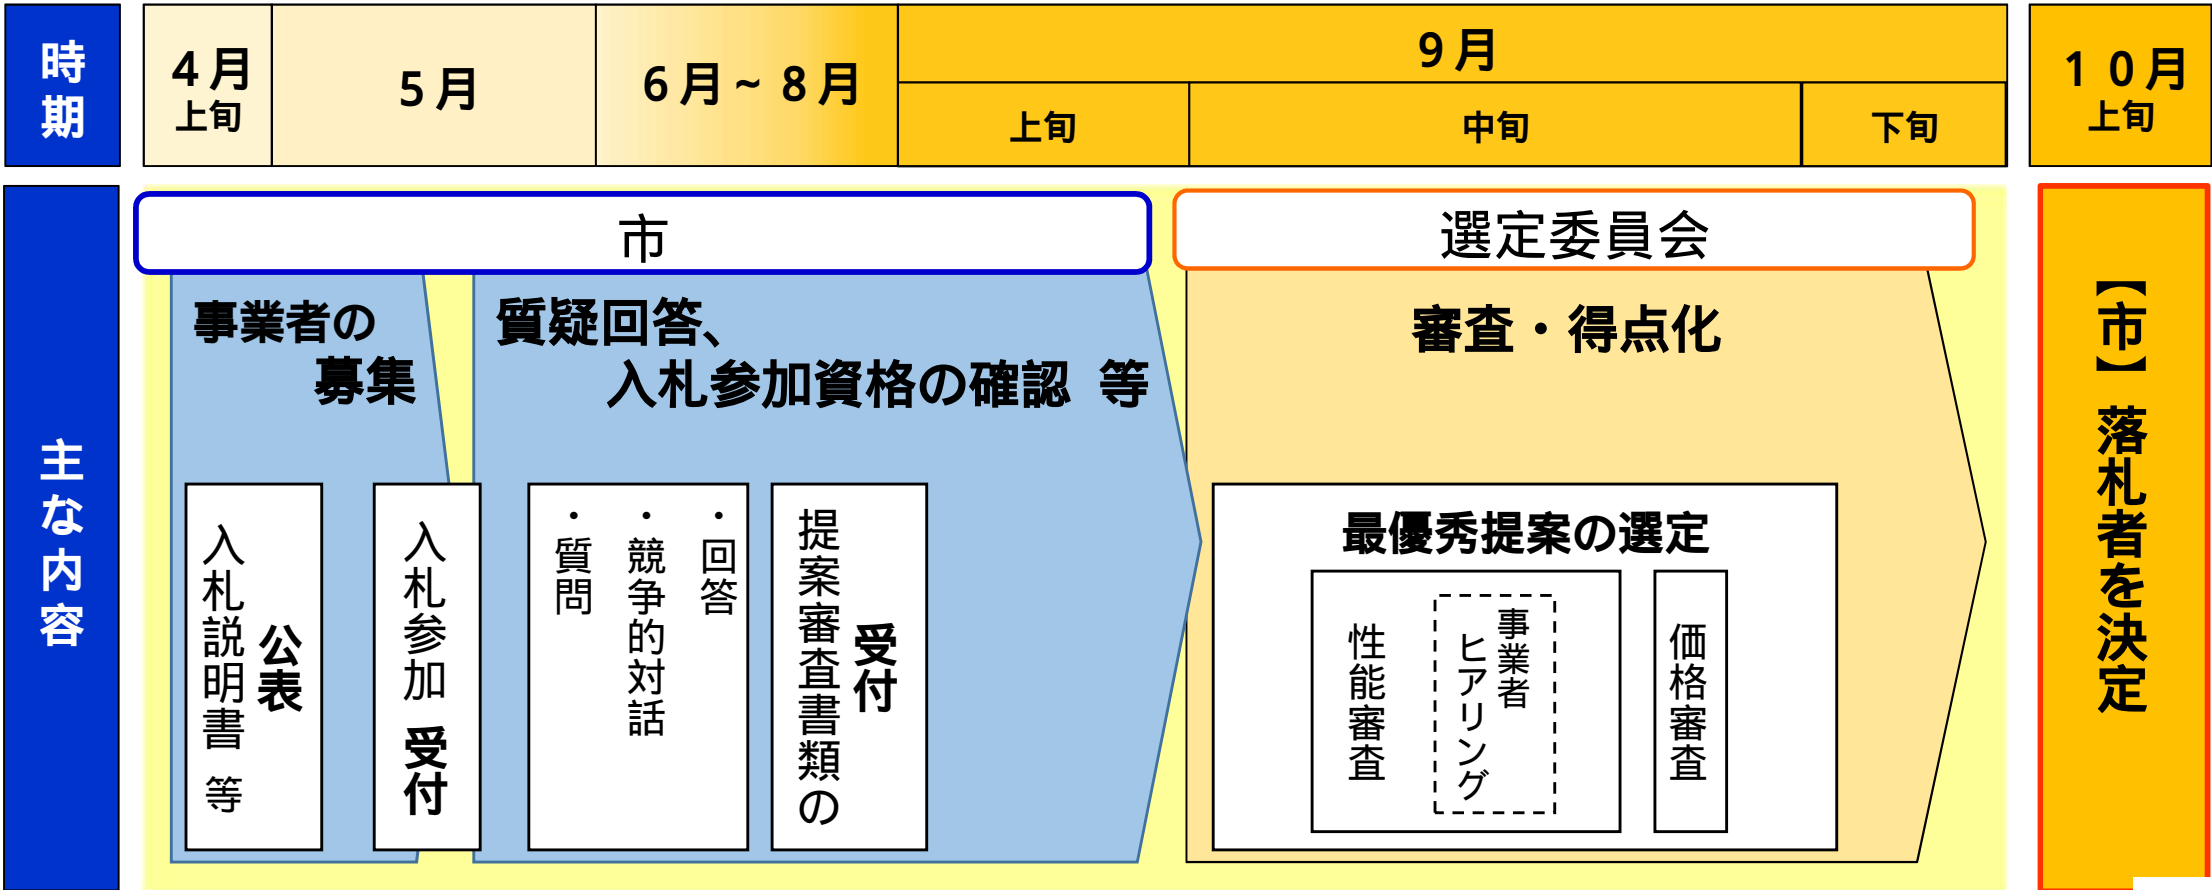 時期
４月
上旬
５月
６月~８月
９月
上旬
中旬
下旬
１０月
上旬
主な内容
市
選定委員会
事業者の
募集
質疑回答、
入札参加資格の確認 等
審査・得点化
入札説明書 等
公表
入札参加 受付
・質問
・競争的対話
・回答
提案審査書類の
受付
最優秀提案の選定
性能審査
事業者
ヒアリング
価格審査
【市】落札者を決定